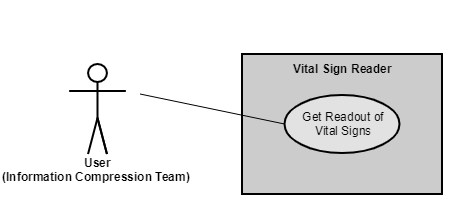 Vital Sign Reader
Get Readout of
Vital Signs
User
(Information Compression Team)